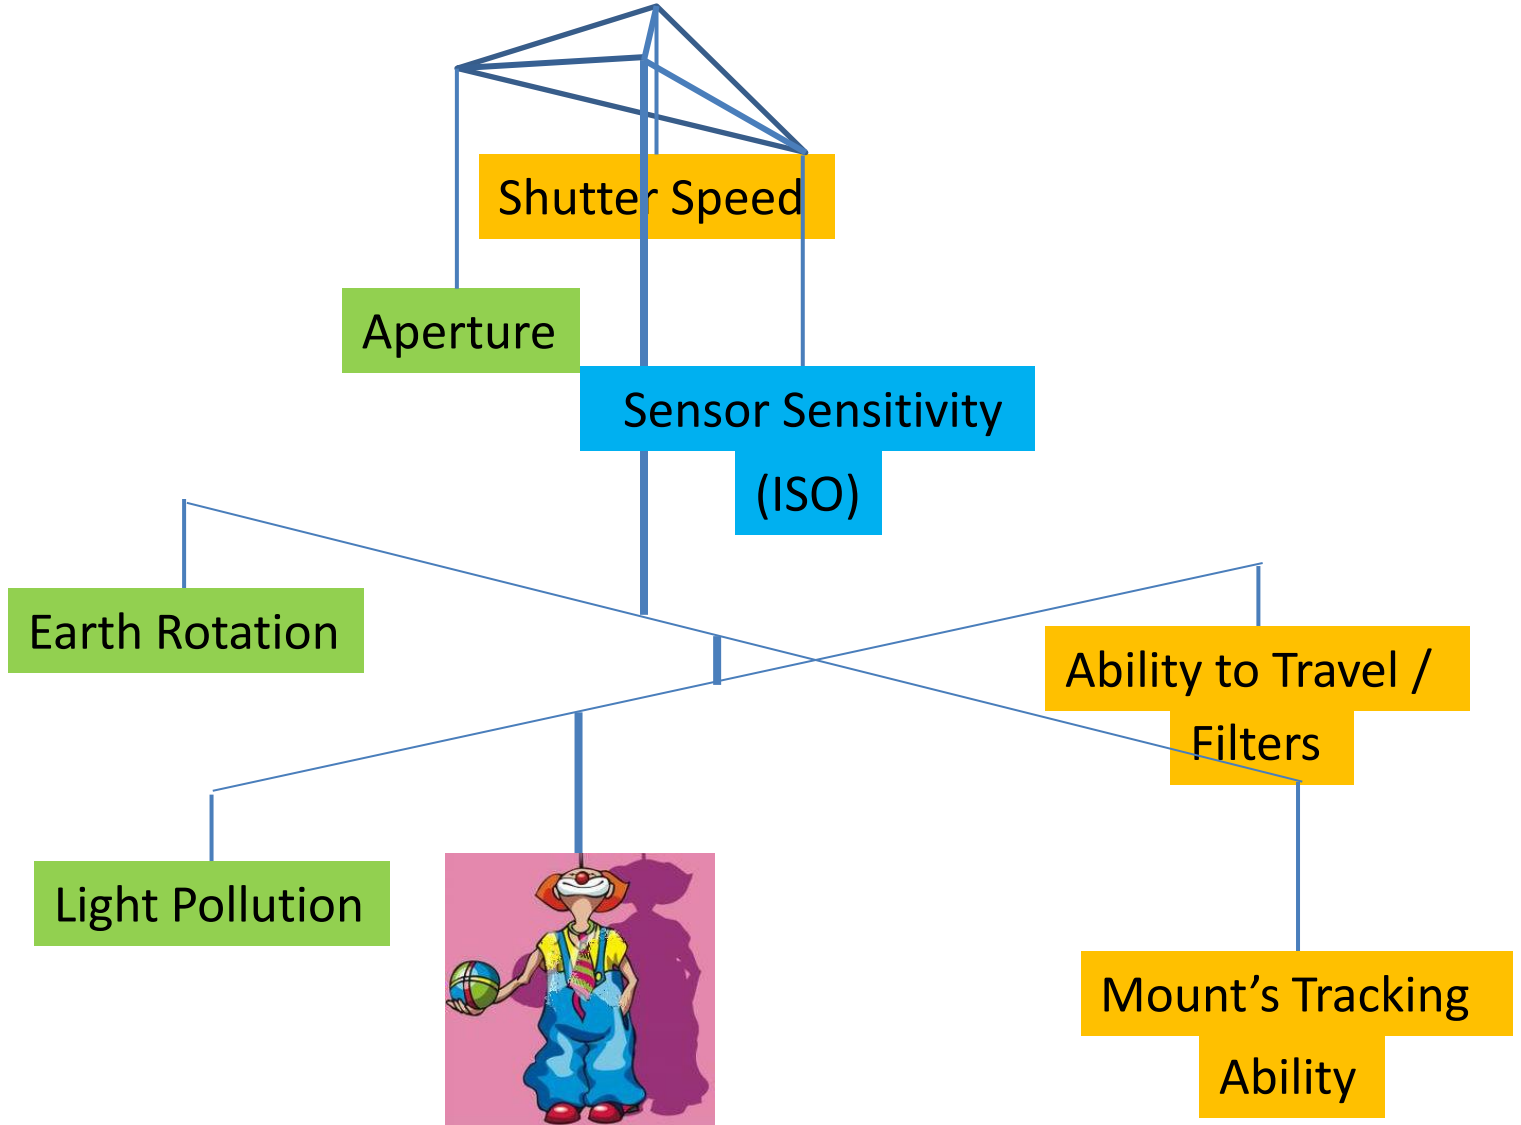 Shutter Speed
Aperture
Sensor Sensitivity
(ISO)
Earth Rotation
Ability to Travel /
Filters
Light Pollution
Mount’s Tracking
Ability